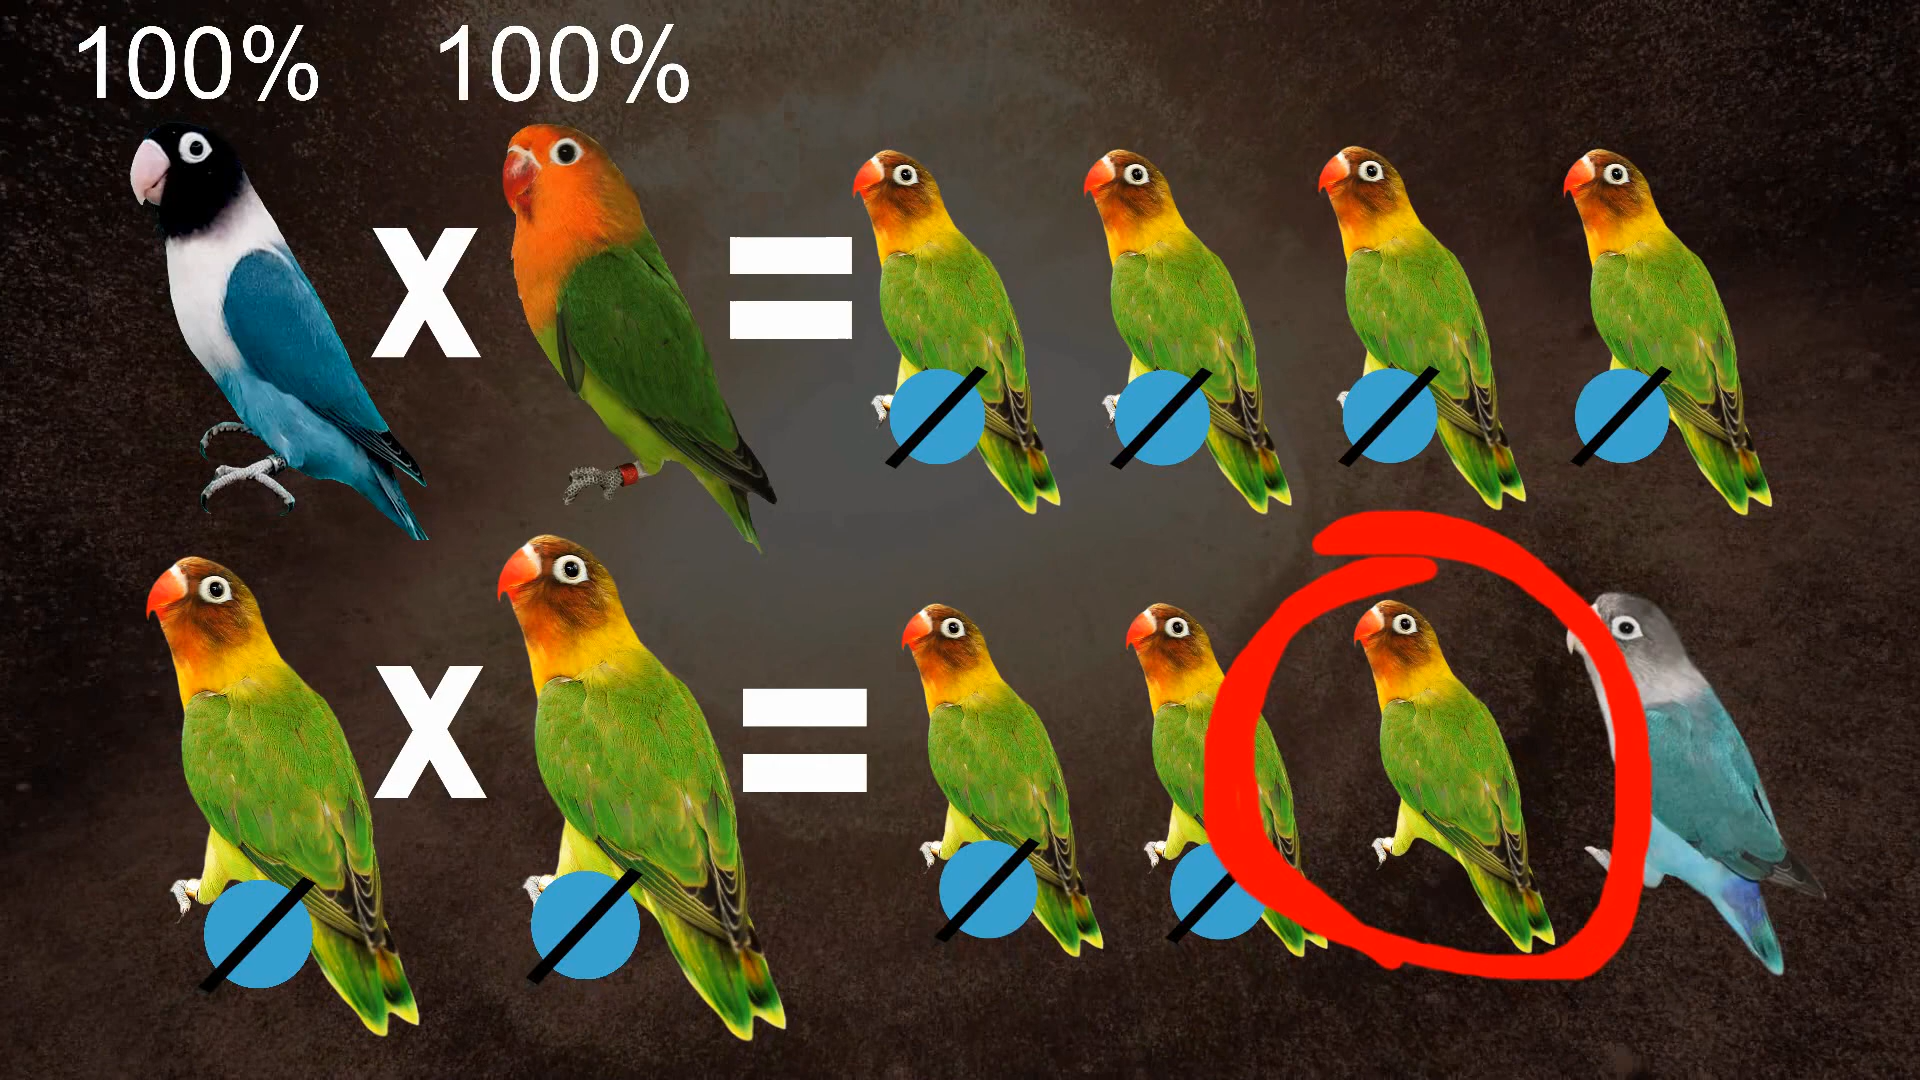 100% 100%
x =
x =